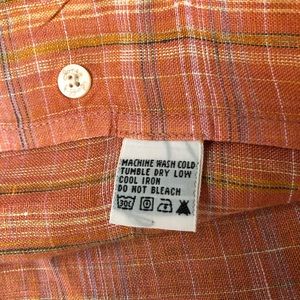 MACHINE WASH COLD
TUMBLE DRY LOW
COOL IRON
DO NOT BLEACH
30C